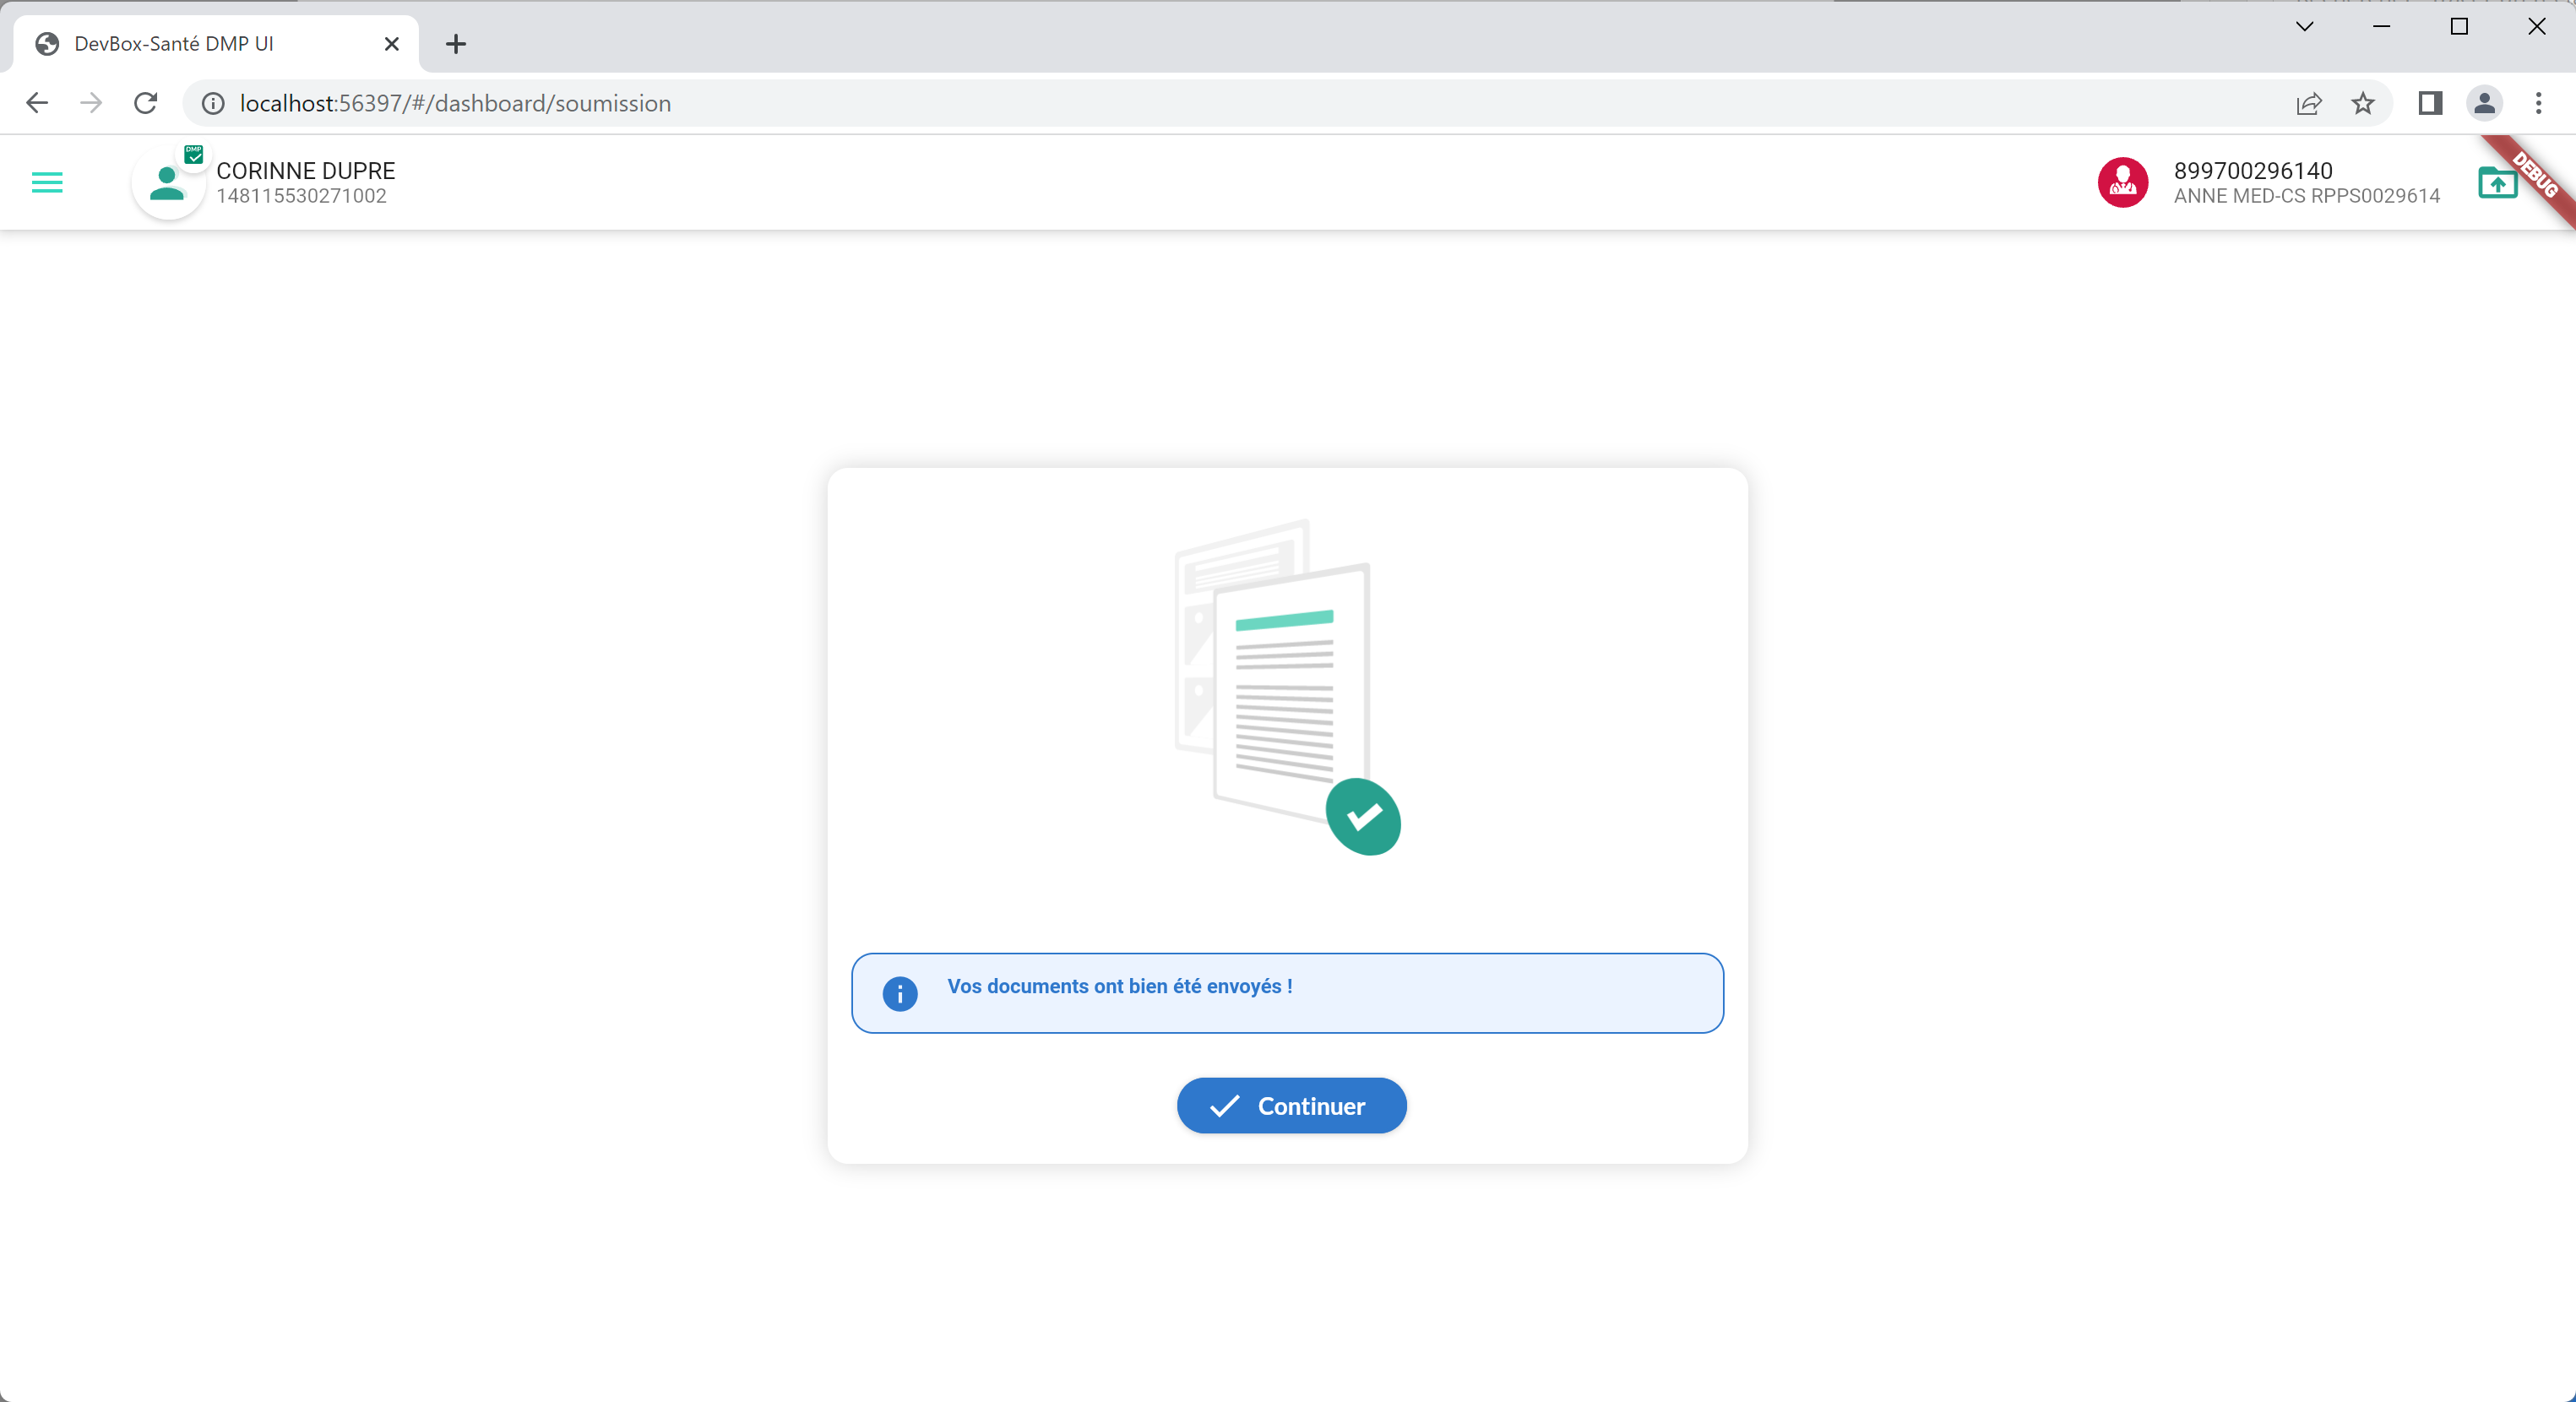 DevBox-Santé DMP UI
localhost:56397/#/dashboard/soumission
DMP
CORINNE DUPRE
148115530271002
899700296140
ANNE MED-CS RPPS0029614
DEBUG
Vos documents ont bien été envoyés !
Continuer